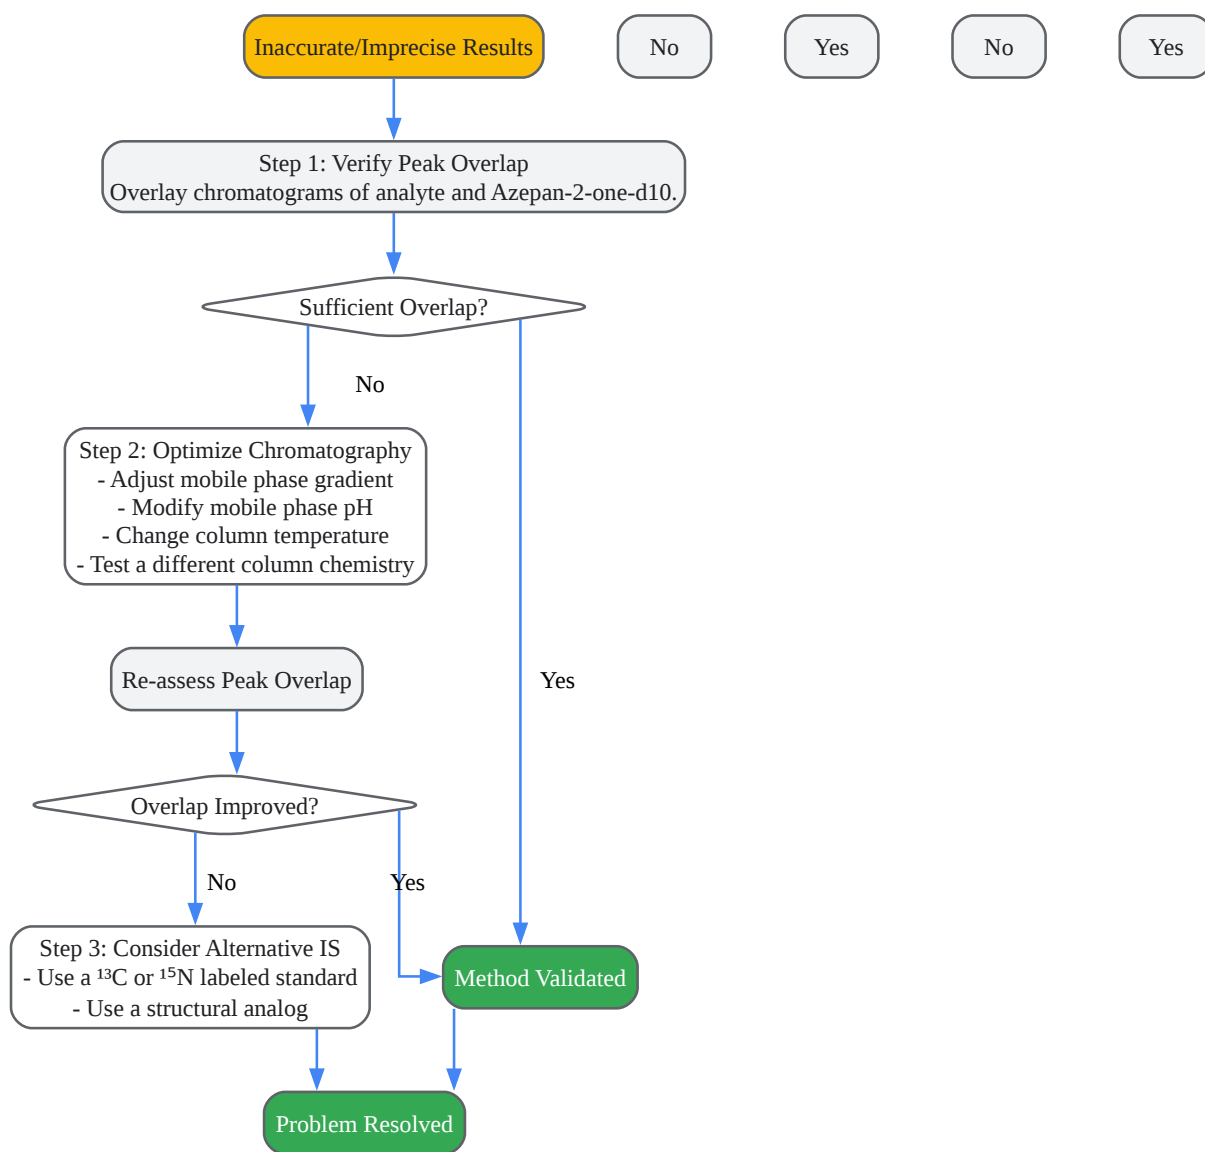 Inaccurate/Imprecise Results
No
Yes
No
Yes
Step 1: Verify Peak Overlap
Overlay chromatograms of analyte and Azepan-2-one-d10.
Sufficient Overlap?
No
Step 2: Optimize Chromatography
- Adjust mobile phase gradient
- Modify mobile phase pH
- Change column temperature
- Test a different column chemistry
Re-assess Peak Overlap
Yes
Overlap Improved?
No
Yes
Step 3: Consider Alternative IS
- Use a ¹³C or ¹⁵N labeled standard
- Use a structural analog
Method Validated
Problem Resolved